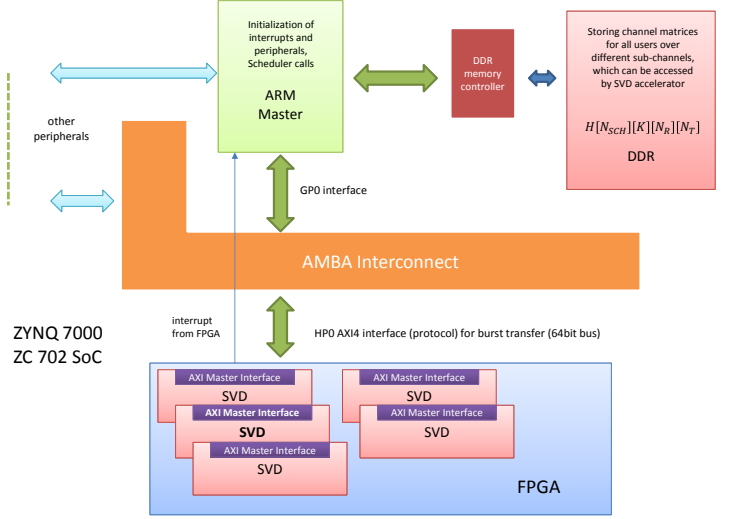 Initialization of
interrupts and
peripherals,
Scheduler calls
ARM
Master
DDR
memory
controller
Storing channel matrices
for all users over
different sub-channels,
which can be accessed
by SVD accelerator
H[N_{SCH}][K][N_R][N_T]
DDR
other
peripherals
GP0 interface
AMBA Interconnect
interrupt
from FPGA
HP0 AXI4 interface (protocol) for burst transfer (64bit bus)
ZYNQ 7000
ZC 702 SoC
AXI Master Interface
SVD
AXI Master Interface
SVD
AXI Master Interface
SVD
AXI Master Interface
SVD
AXI Master Interface
SVD
FPGA